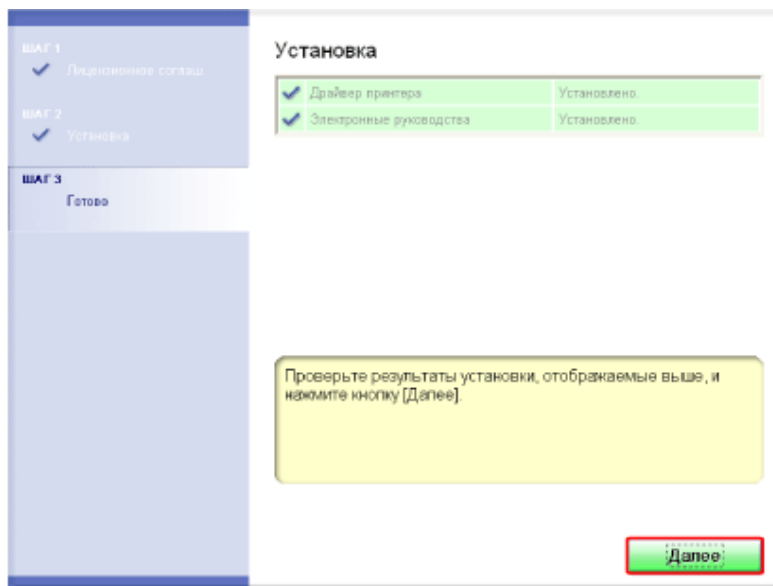 ШАГ 1
Лицензионное соглаш.
ШАГ 2
Установка
ШАГ 3
Готово
Установка
Драйвер принтера Установлено.
Электронные руководства Установлено.
Проверьте результаты установки, отображаемые выше, и
нажмите кнопку [Далее].
Далее